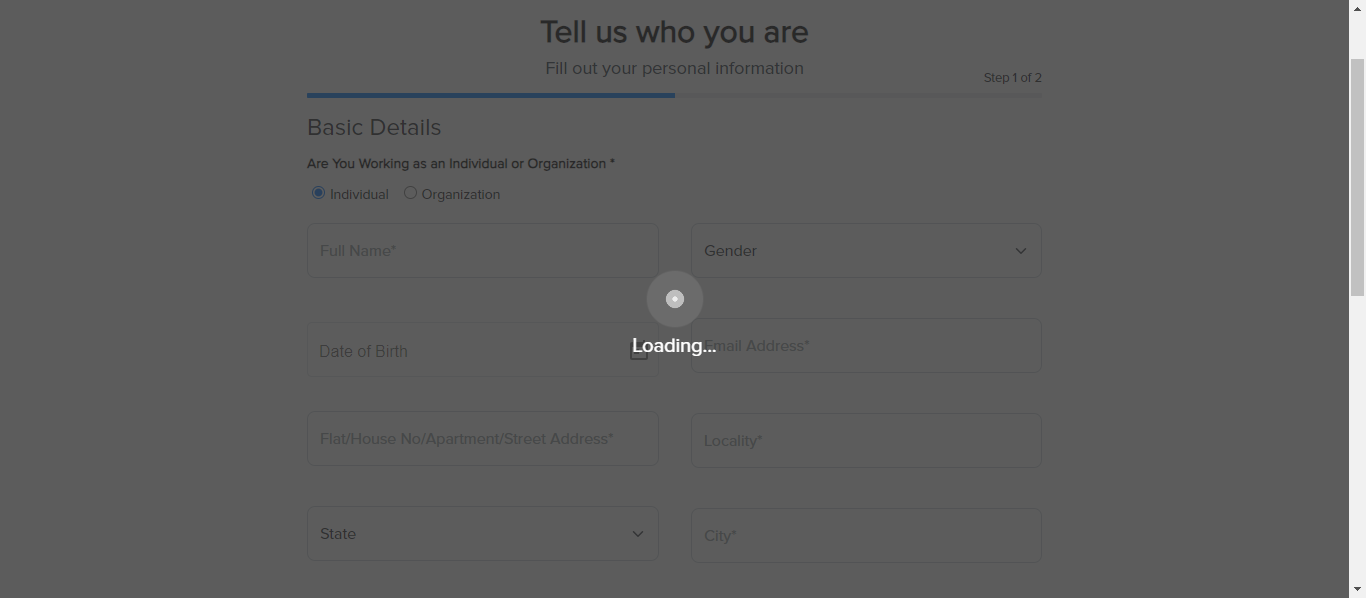 Tell us who you are
Fill out your personal information
Step 1 of 2
Basic Details
Are You Working as an Individual or Organization *
Individual Organization
Full Name*
Gender
Date of Birth
Loading...
Email Address*
Flat/House No/Apartment/Street Address*
Locality*
State
City*